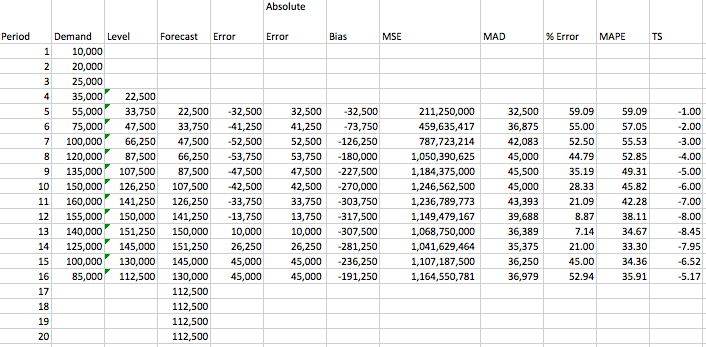 Absolute
Period Demand Level Forecast Error Error Bias MSE MAD % Error MAPE TS
1 10,000
2 20,000
3 25,000
4 35,000 22,500
5 55,000 33,750 22,500 -32,500 32,500 -32,500 211,250,000 32,500 59.09 59.09 -1.00
6 75,000 47,500 33,750 -41,250 41,250 -73,750 459,635,417 36,875 55.00 57.05 -2.00
7 100,000 66,250 47,500 -52,500 52,500 -126,250 787,723,214 42,083 52.50 55.53 -3.00
8 120,000 87,500 66,250 -53,750 53,750 -180,000 1,050,390,625 45,000 44.79 52.85 -4.00
9 135,000 107,500 87,500 -47,500 47,500 -227,500 1,184,375,000 45,500 35.19 49.31 -5.00
10 150,000 126,250 107,500 -42,500 42,500 -270,000 1,246,562,500 45,000 28.33 45.82 -6.00
11 160,000 141,250 126,250 -33,750 33,750 -303,750 1,236,789,773 43,393 21.09 42.28 -7.00
12 155,000 150,000 141,250 -13,750 13,750 -317,500 1,149,479,167 39,688 8.87 38.11 -8.00
13 140,000 151,250 150,000 10,000 10,000 -307,500 1,068,750,000 36,389 7.14 34.67 -8.45
14 125,000 145,000 151,250 26,250 26,250 -281,250 1,041,629,464 35,375 21.00 33.30 -7.95
15 100,000 130,000 145,000 45,000 45,000 -236,250 1,107,187,500 36,250 45.00 34.36 -6.52
16 85,000 112,500 130,000 45,000 45,000 -191,250 1,164,550,781 36,979 52.94 35.91 -5.17
17 112,500
18 112,500
19 112,500
20 112,500